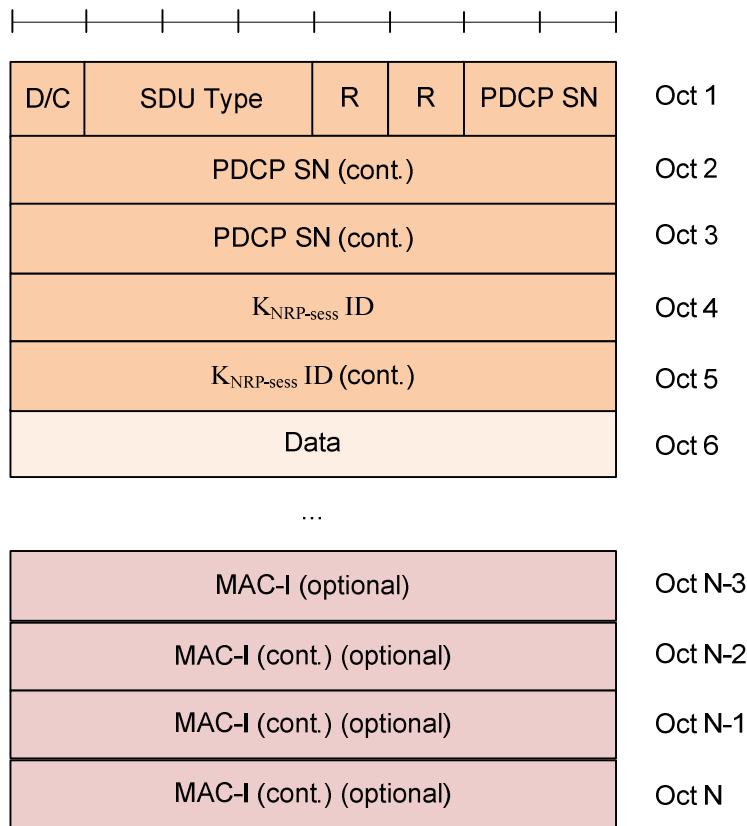 D/C SDU Type R R PDCP SN Oct 1
PDCP SN (cont.) Oct 2
PDCP SN (cont.) Oct 3
KNRP-sess ID Oct 4
KNRP-sess ID (cont.) Oct 5
Data Oct 6
...
MAC-I (optional) Oct N-3
MAC-I (cont.) (optional) Oct N-2
MAC-I (cont.) (optional) Oct N-1
MAC-I (cont.) (optional) Oct N